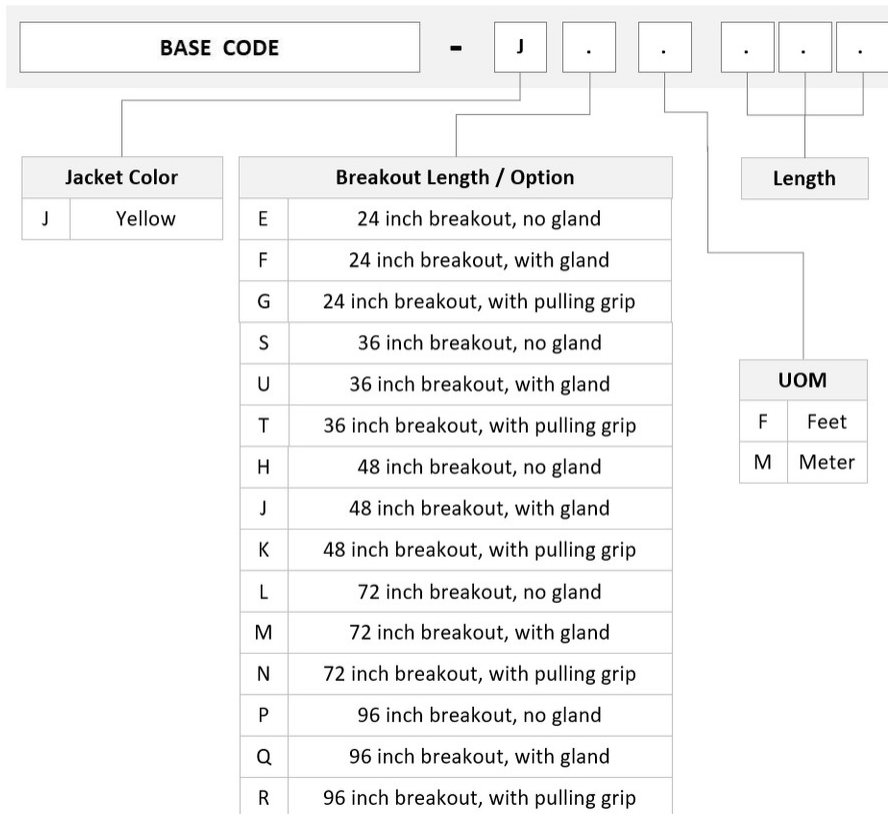 BASE CODE - J . . . . .
Jacket Color
J Yellow
Breakout Length / Option
E 24 inch breakout, no gland
F 24 inch breakout, with gland
G 24 inch breakout, with pulling grip
S 36 inch breakout, no gland
U 36 inch breakout, with gland
T 36 inch breakout, with pulling grip
H 48 inch breakout, no gland
J 48 inch breakout, with gland
K 48 inch breakout, with pulling grip
L 72 inch breakout, no gland
M 72 inch breakout, with gland
N 72 inch breakout, with pulling grip
P 96 inch breakout, no gland
Q 96 inch breakout, with gland
R 96 inch breakout, with pulling grip
Length
UOM
F Feet
M Meter